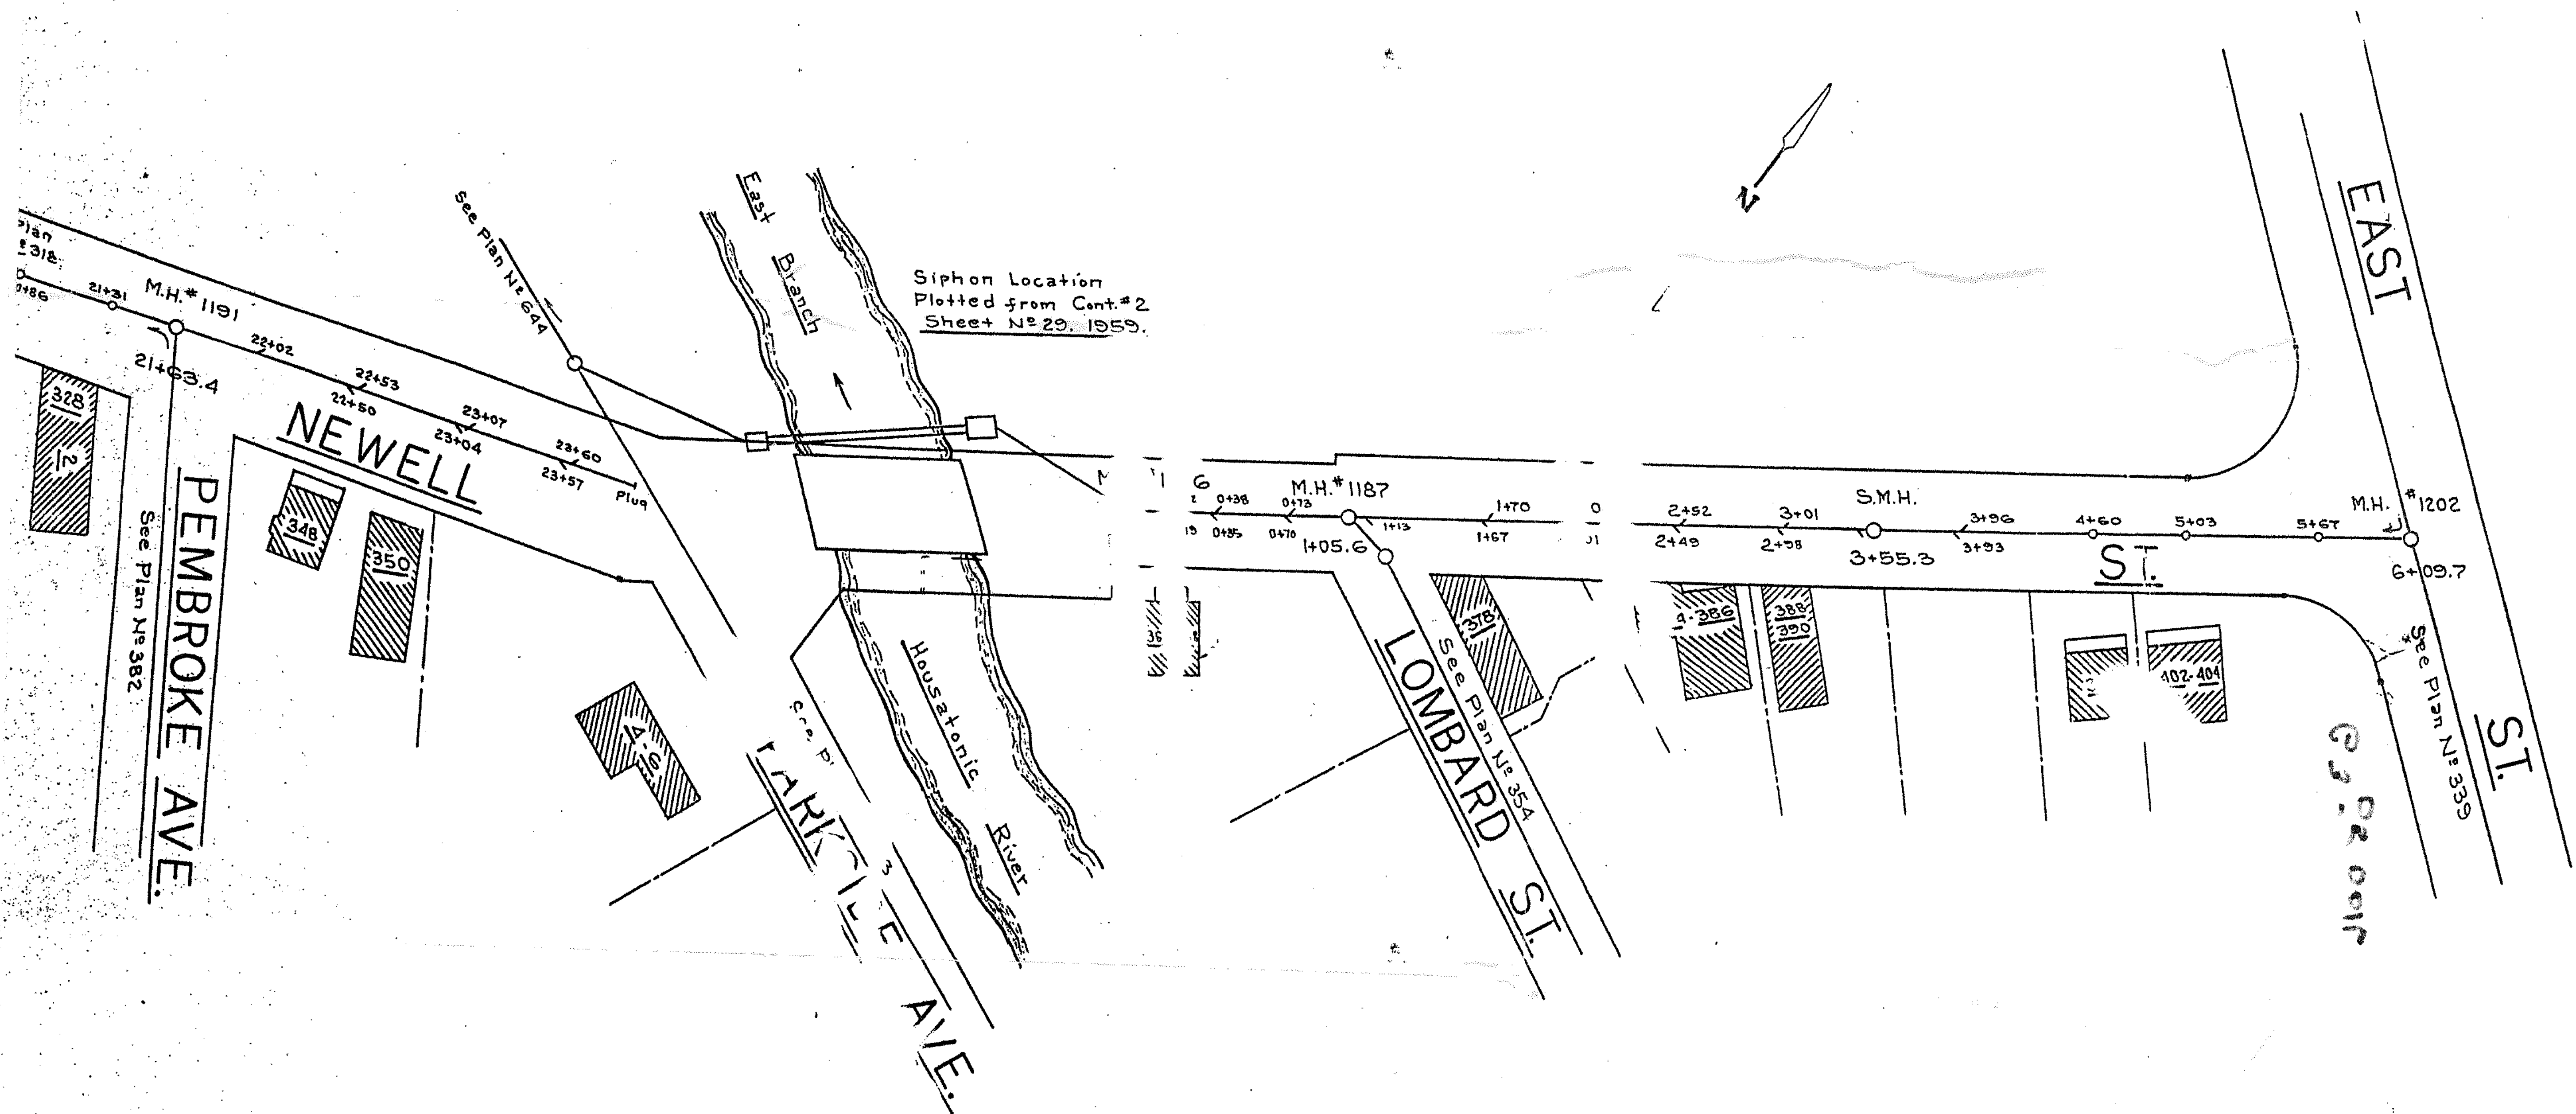 Plan
318
21+31
M.H.#1191
21+63.4
22+02
22+53
22+50
23+07
23+04
23+60
23+57
Plug
NEWELL
328
2
348
350
PEMBROKE AVE.
See Plan Nº 382
See Plan Nº 644
4-6
AVE.
East
Branch
Housatonic
River
Siphon Location
Plotted from Cont.#2
Sheet Nº 29, 1959.
N
0+38
0+35
0+73
0+70
M.H.#1187
1+05.6
1+13
1+70
1+67
36
378
LOMBARD ST.
See Plan Nº 354
2+52
2+49
3+01
2+98
S.M.H.
3+55.3
3+96
3+93
4+60
5+03
5+67
ST.
386
388
390
402-404
M.H. #1202
6+09.7
EAST
ST.
See Plan Nº 339